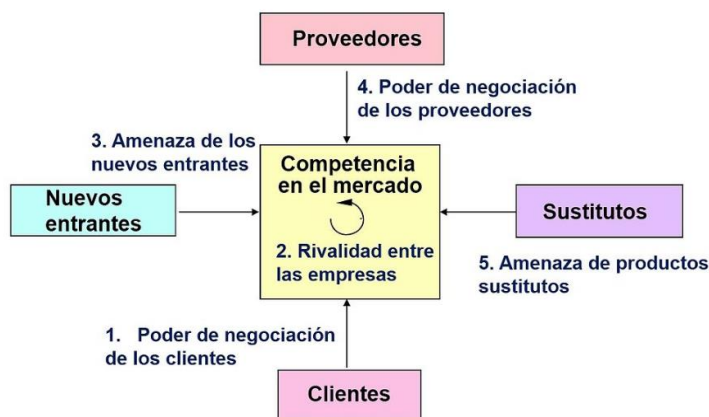 Proveedores
4. Poder de negociación
de los proveedores
3. Amenaza de los
nuevos entrantes
Competencia
en el mercado
Nuevos
entrantes
Sustitutos
2. Rivalidad entre
las empresas
5. Amenaza de productos
sustitutos
1. Poder de negociación
de los clientes
Clientes